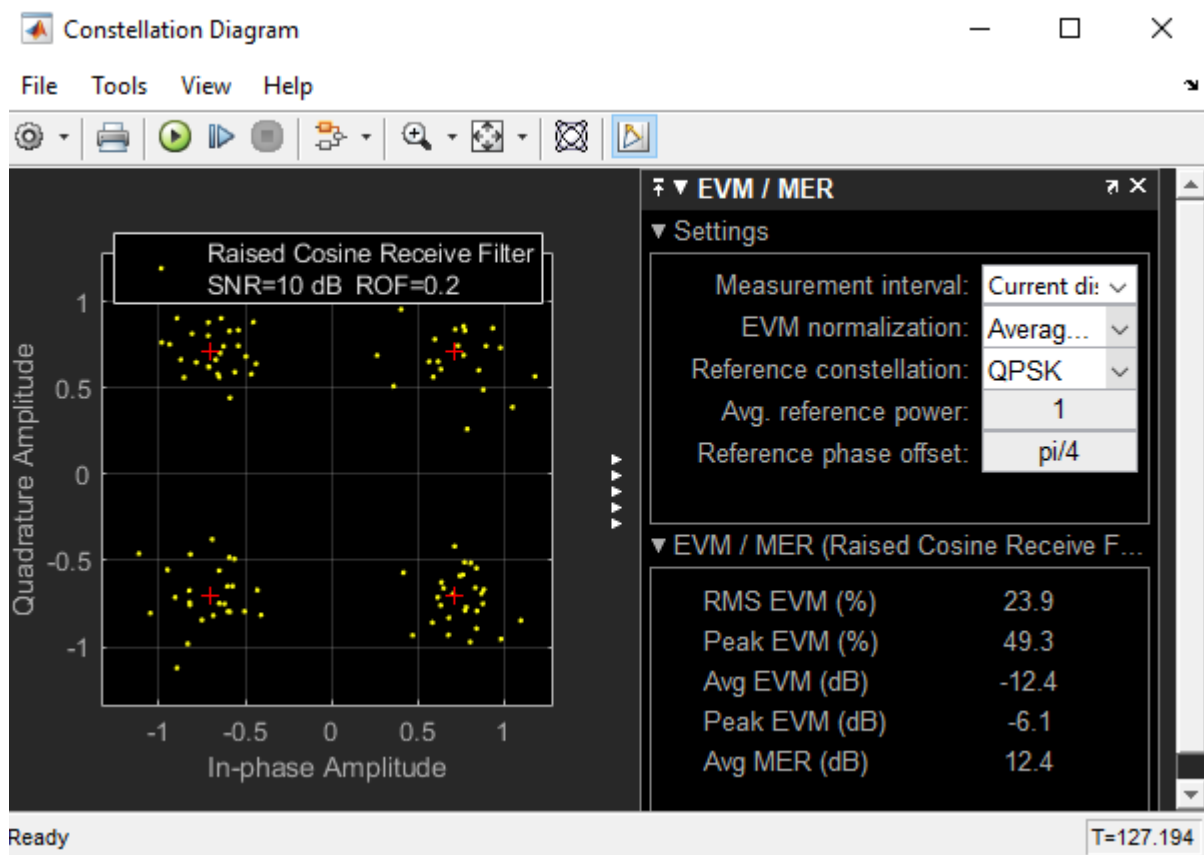 Constellation Diagram
File Tools View Help
EVM / MER
Settings
Measurement interval: Current di
EVM normalization: Averag...
Reference constellation: QPSK
Avg. reference power: 1
Reference phase offset: pi/4
EVM / MER (Raised Cosine Receive F...
RMS EVM (%) 23.9
Peak EVM (%) 49.3
Avg EVM (dB) -12.4
Peak EVM (dB) -6.1
Avg MER (dB) 12.4
Raised Cosine Receive Filter
SNR=10 dB ROF=0.2
Quadrature Amplitude
1
0.5
0
-0.5
-1
-1 -0.5 0 0.5 1
In-phase Amplitude
Ready T=127.194